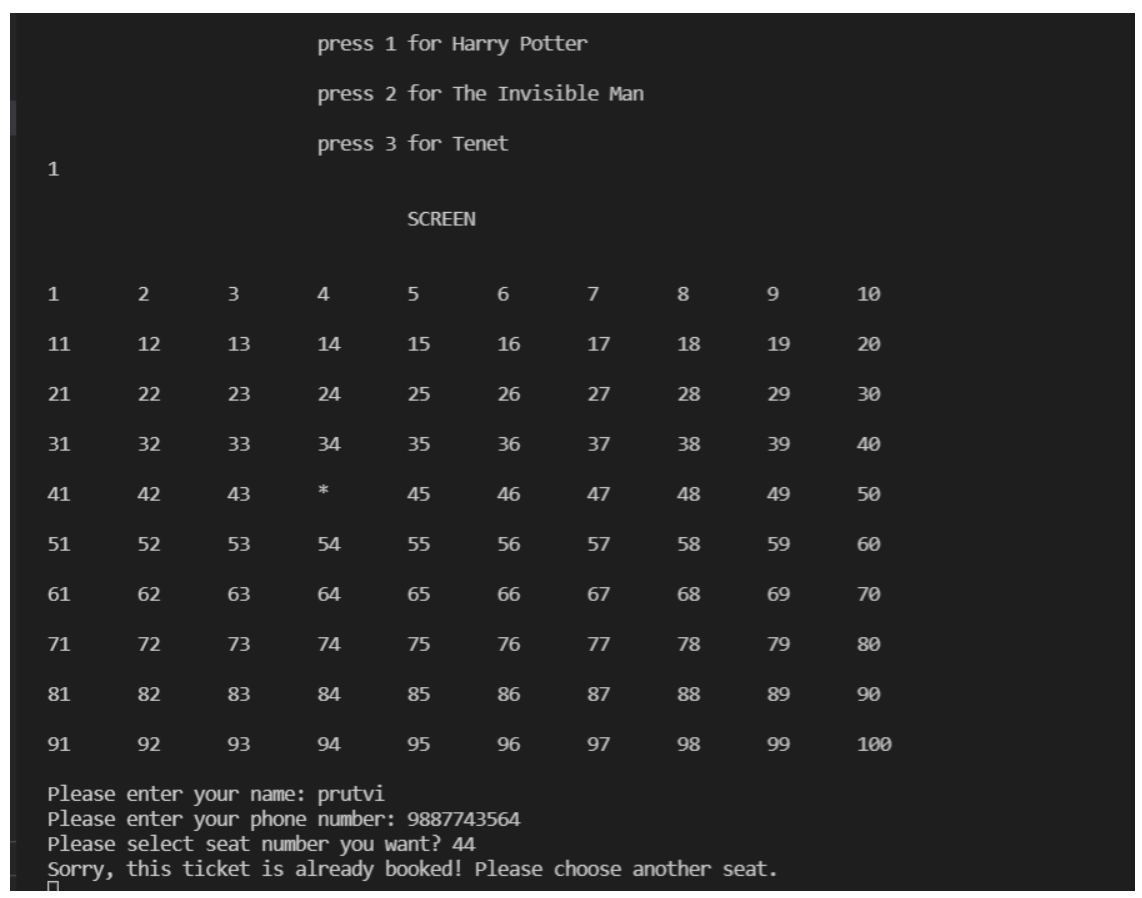 press 1 for Harry Potter
press 2 for The Invisible Man
press 3 for Tenet
1
SCREEN
1 2 3 4 5 6 7 8 9 10
11 12 13 14 15 16 17 18 19 20
21 22 23 24 25 26 27 28 29 30
31 32 33 34 35 36 37 38 39 40
41 42 43 * 45 46 47 48 49 50
51 52 53 54 55 56 57 58 59 60
61 62 63 64 65 66 67 68 69 70
71 72 73 74 75 76 77 78 79 80
81 82 83 84 85 86 87 88 89 90
91 92 93 94 95 96 97 98 99 100
Please enter your name: prutvi
Please enter your phone number: 9887743564
Please select seat number you want? 44
Sorry, this ticket is already booked! Please choose another seat.